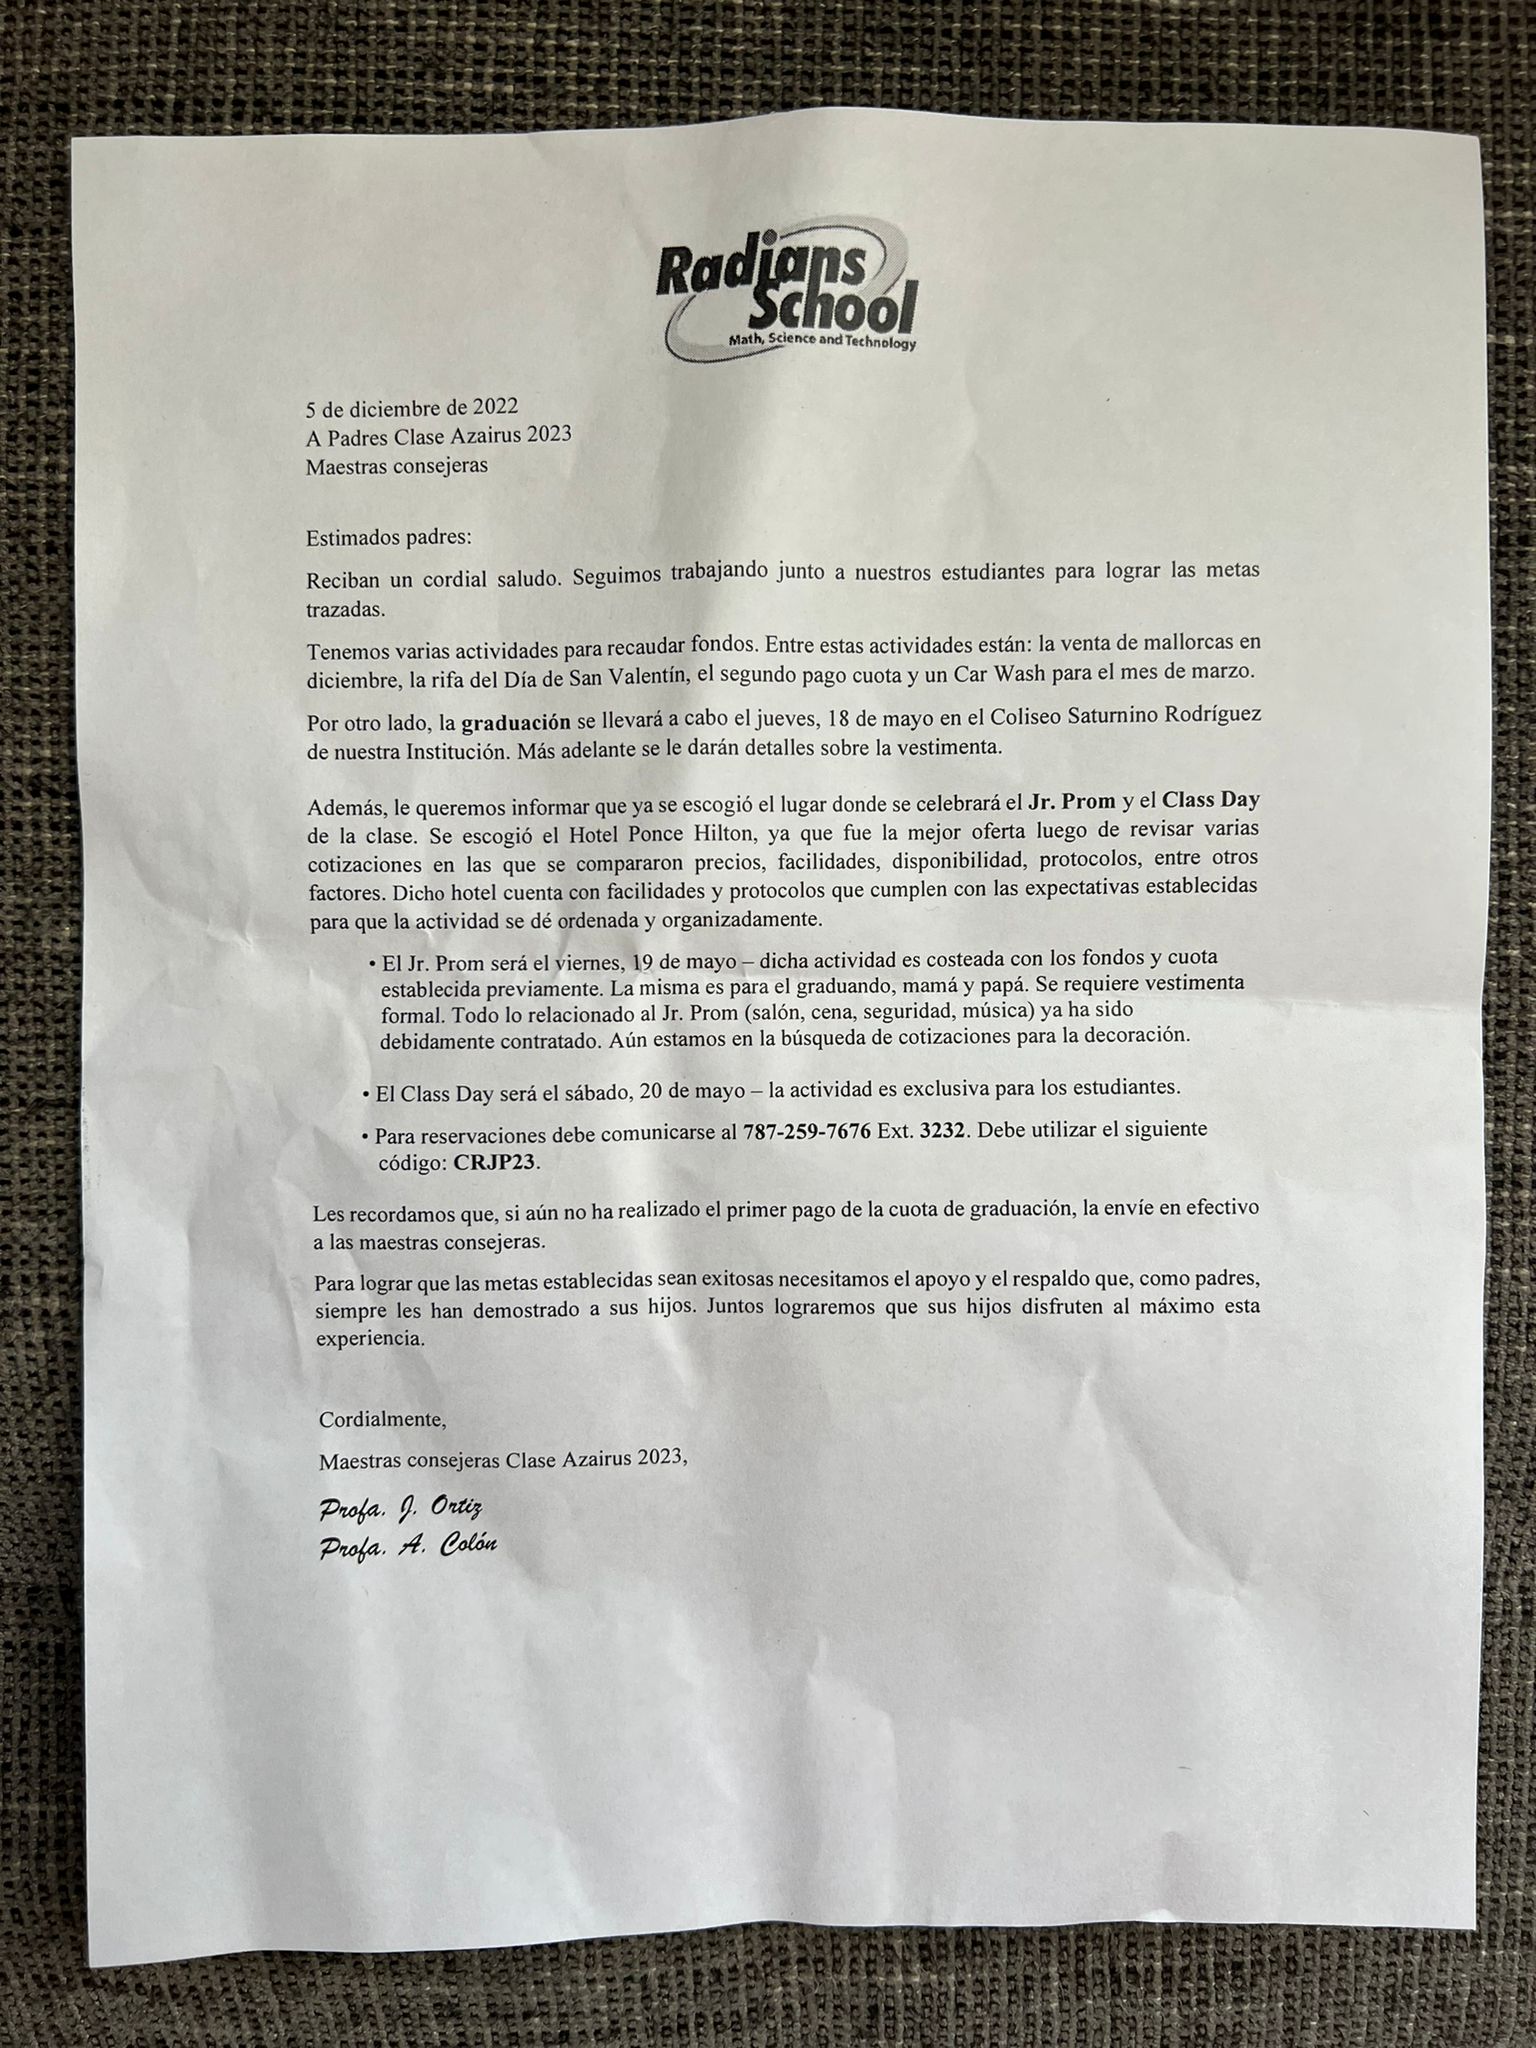 Radians
School
Math, Science and Technology
5 de diciembre de 2022
A Padres Clase Azairus 2023
Maestras consejeras
Estimados padres:
Reciban un cordial saludo. Seguimos trabajando junto a nuestros estudiantes para lograr las metas
trazadas.
Tenemos varias actividades para recaudar fondos. Entre estas actividades están: la venta de mallorcas en
diciembre, la rifa del Día de San Valentín, el segundo pago cuota y un Car Wash para el mes de marzo.
Por otro lado, la graduación se llevará a cabo el jueves, 18 de mayo en el Coliseo Saturnino Rodríguez
de nuestra Institución. Más adelante se le darán detalles sobre la vestimenta.
Además, le queremos informar que ya se escogió el lugar donde se celebrará el Jr. Prom y el Class Day
de la clase. Se escogió el Hotel Ponce Hilton, ya que fue la mejor oferta luego de revisar varias
cotizaciones en las que se compararon precios, facilidades, disponibilidad, protocolos, entre otros
factores. Dicho hotel cuenta con facilidades y protocolos que cumplen con las expectativas establecidas
para que la actividad se dé ordenada y organizadamente.
• El Jr. Prom será el viernes, 19 de mayo – dicha actividad es costeada con los fondos y cuota
establecida previamente. La misma es para el graduando, mamá y papá. Se requiere vestimenta
formal. Todo lo relacionado al Jr. Prom (salón, cena, seguridad, música) ya ha sido
debidamente contratado. Aún estamos en la búsqueda de cotizaciones para la decoración.
• El Class Day será el sábado, 20 de mayo – la actividad es exclusiva para los estudiantes.
• Para reservaciones debe comunicarse al 787-259-7676 Ext. 3232. Debe utilizar el siguiente
código: CRJP23.
Les recordamos que, si aún no ha realizado el primer pago de la cuota de graduación, la envíe en efectivo
a las maestras consejeras.
Para lograr que las metas establecidas sean exitosas necesitamos el apoyo y el respaldo que, como padres,
siempre les han demostrado a sus hijos. Juntos lograremos que sus hijos disfruten al máximo esta
experiencia.
Cordialmente,
Maestras consejeras Clase Azairus 2023,
Profa. J. Ortiz
Profa. A. Colón